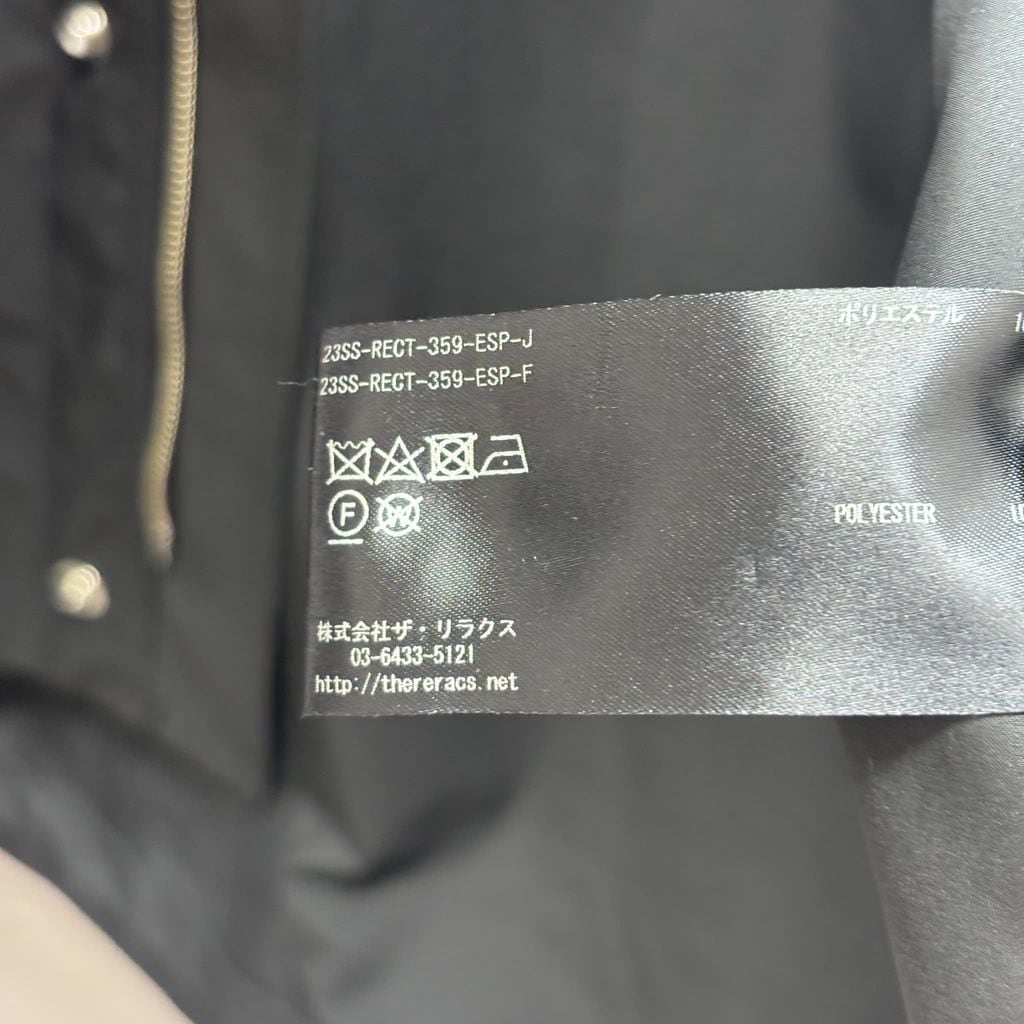 23SS-RECT-359-ESP-J
23SS-RECT-359-ESP-F
F
W
株式会社ザ・リラクス
03-6433-5121
http://thereracs.net
ポリエステル
POLYESTER